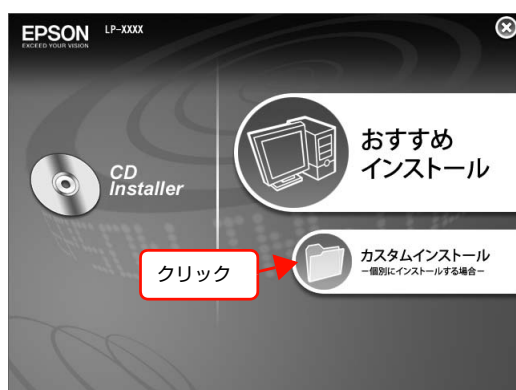 EPSON LP-XXXX
EXCEED YOUR VISION
おすすめ
インストール
CD
Installer
カスタムインストール
－個別にインストールする場合－
クリック